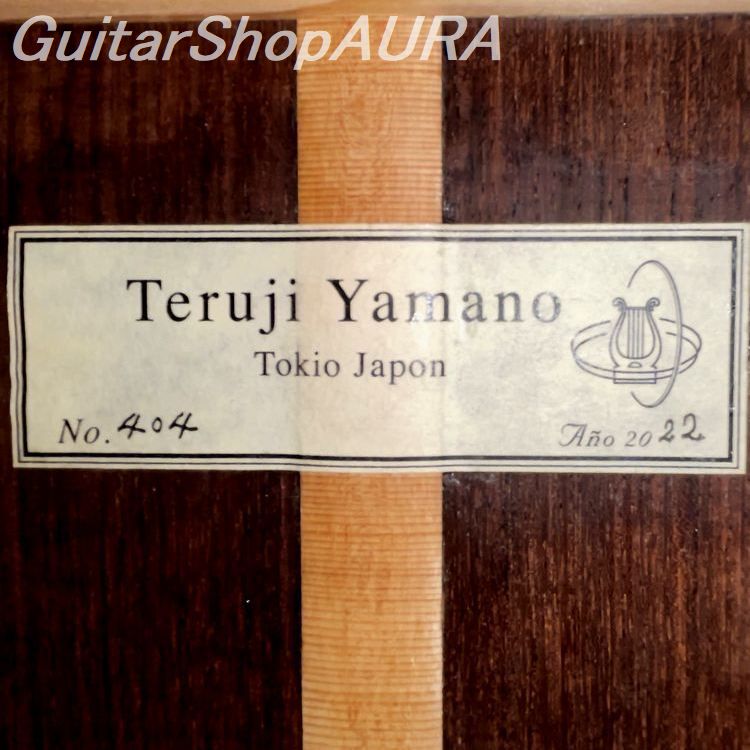 GuitarShopAURA
Teruji Yamano
Tokio Japon
No. 404
Año 2022